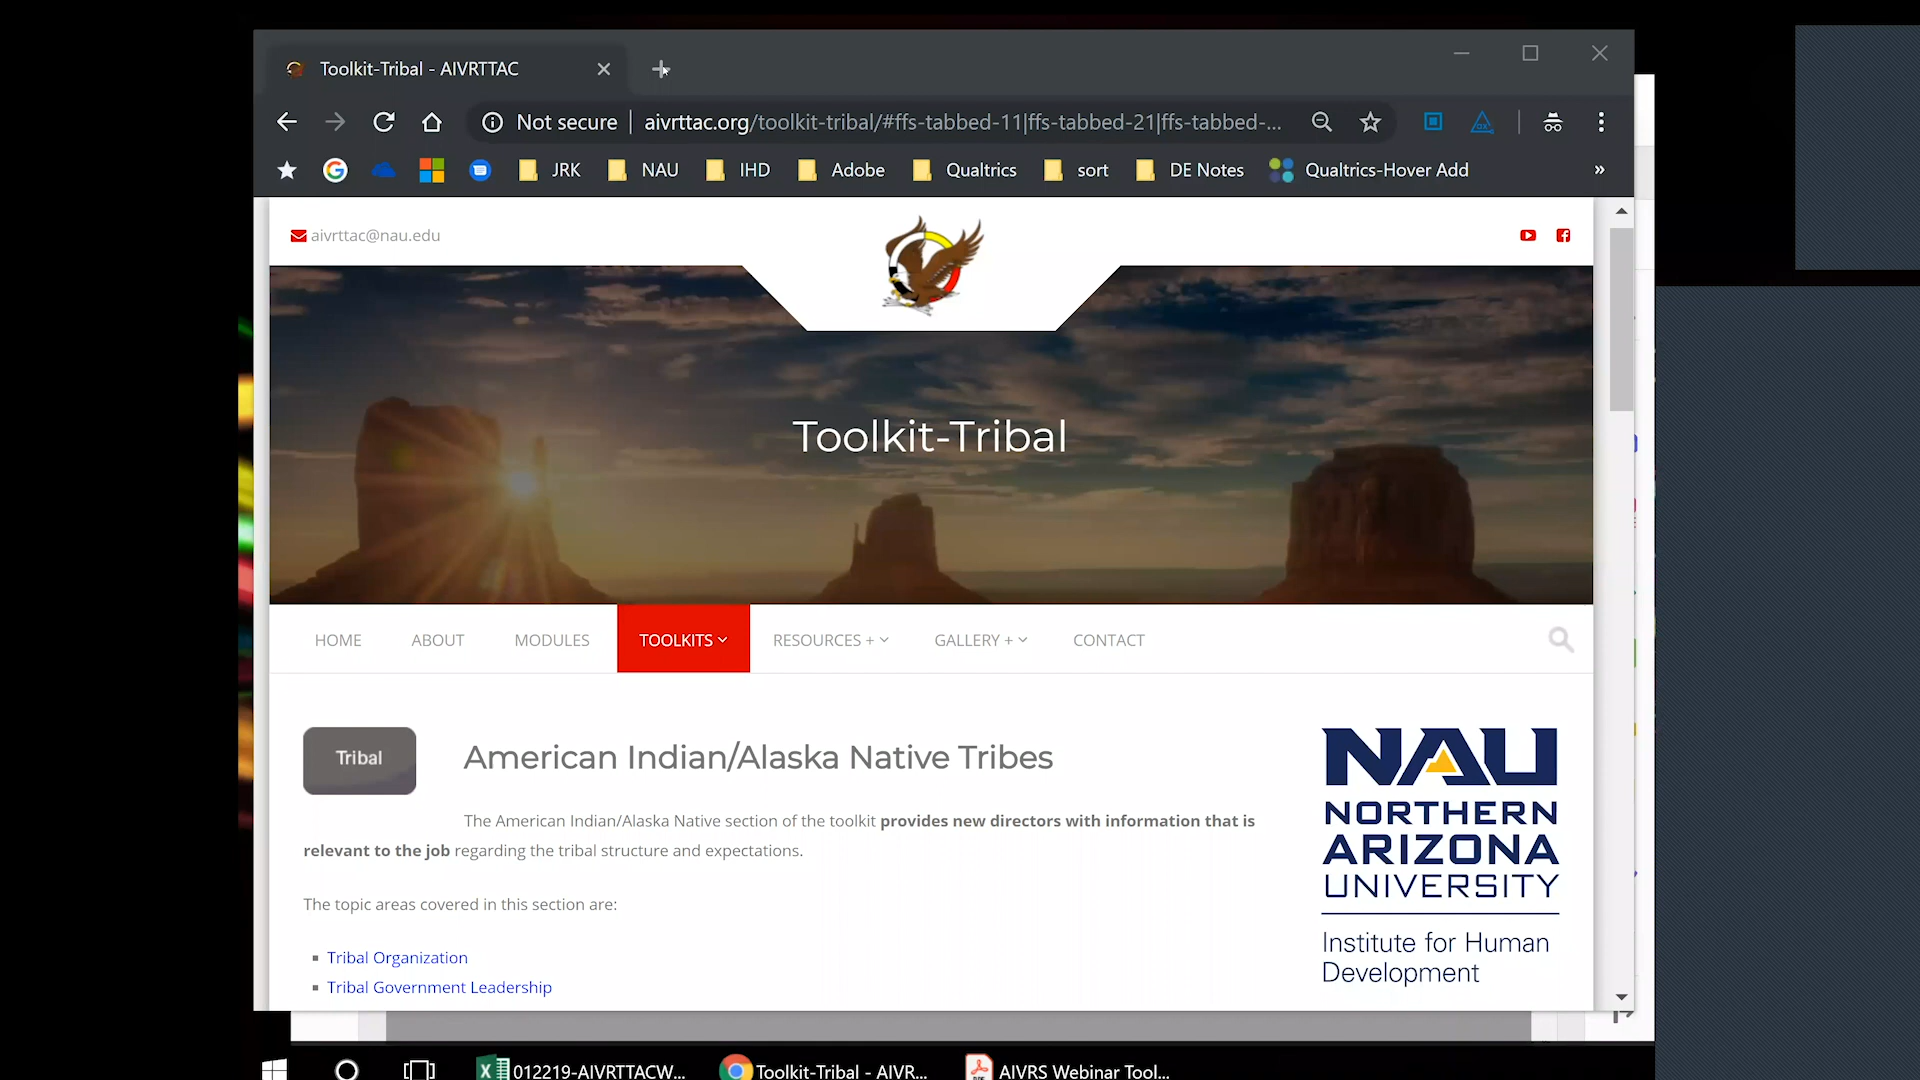 Toolkit-Tribal - AIVRTTAC
Not secure | aivrttac.org/toolkit-tribal/#ffs-tabbed-11|ffs-tabbed-21|ffs-tabbed-...
JRK NAU IHD Adobe Qualtrics sort DE Notes Qualtrics-Hover Add »
aivrttac@nau.edu
Toolkit-Tribal
HOME ABOUT MODULES TOOLKITS RESOURCES + GALLERY + CONTACT
Tribal
American Indian/Alaska Native Tribes
The American Indian/Alaska Native section of the toolkit provides new directors with information that is
relevant to the job regarding the tribal structure and expectations.
The topic areas covered in this section are:
Tribal Organization
Tribal Government Leadership
NAU
NORTHERN
ARIZONA
UNIVERSITY
Institute for Human
Development
012219-AIVRTTACW... Toolkit-Tribal - AIVR... AIVRS Webinar Tool...